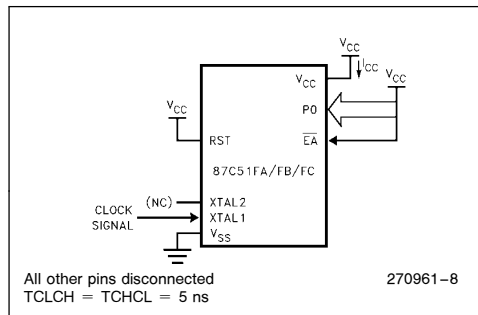 VCC
ICC
VCC
VCC
P0
VCC
RST
EA
87C51FA/FB/FC
(NC)
XTAL2
CLOCK SIGNAL
XTAL1
VSS
All other pins disconnected
270961–8
TCLCH = TCHCL = 5 ns